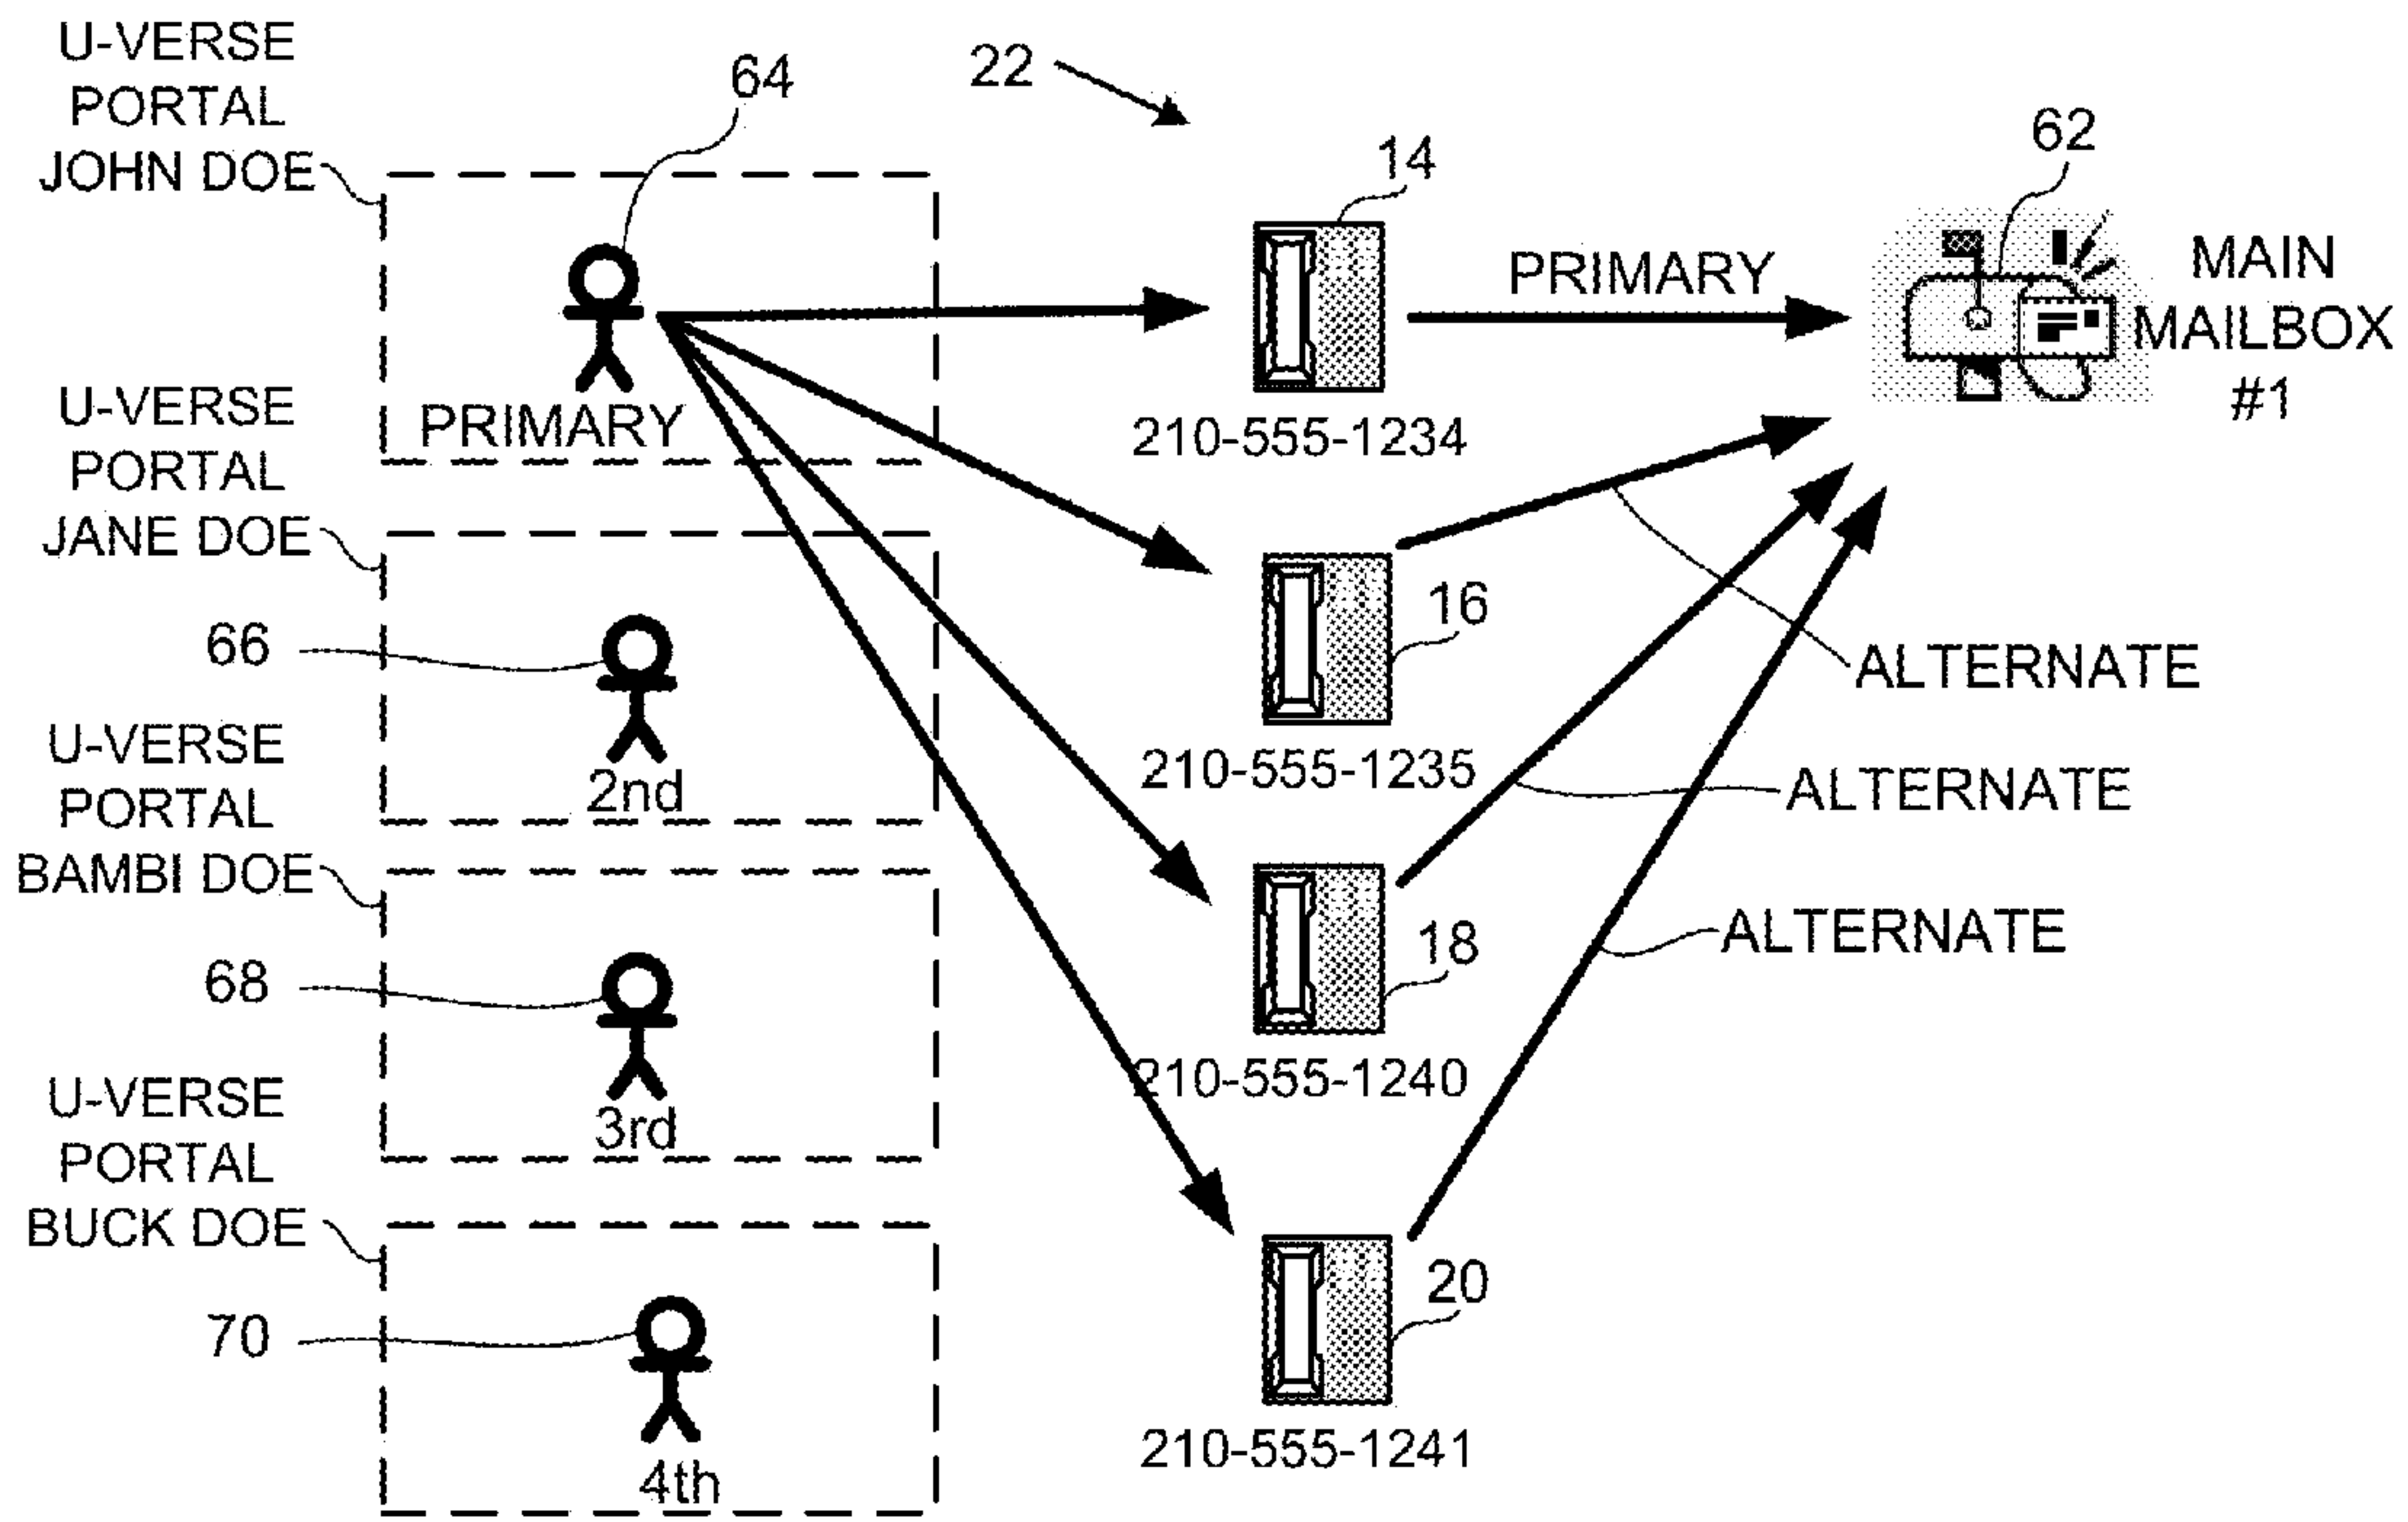 U-VERSE
PORTAL
JOHN DOE
64
22
14
62
PRIMARY
MAIN
MAILBOX
#1
PRIMARY
210-555-1234
U-VERSE
PORTAL
JANE DOE
66
2nd
16
210-555-1235
ALTERNATE
U-VERSE
PORTAL
BAMBI DOE
68
3rd
18
210-555-1240
ALTERNATE
ALTERNATE
U-VERSE
PORTAL
BUCK DOE
70
4th
20
210-555-1241